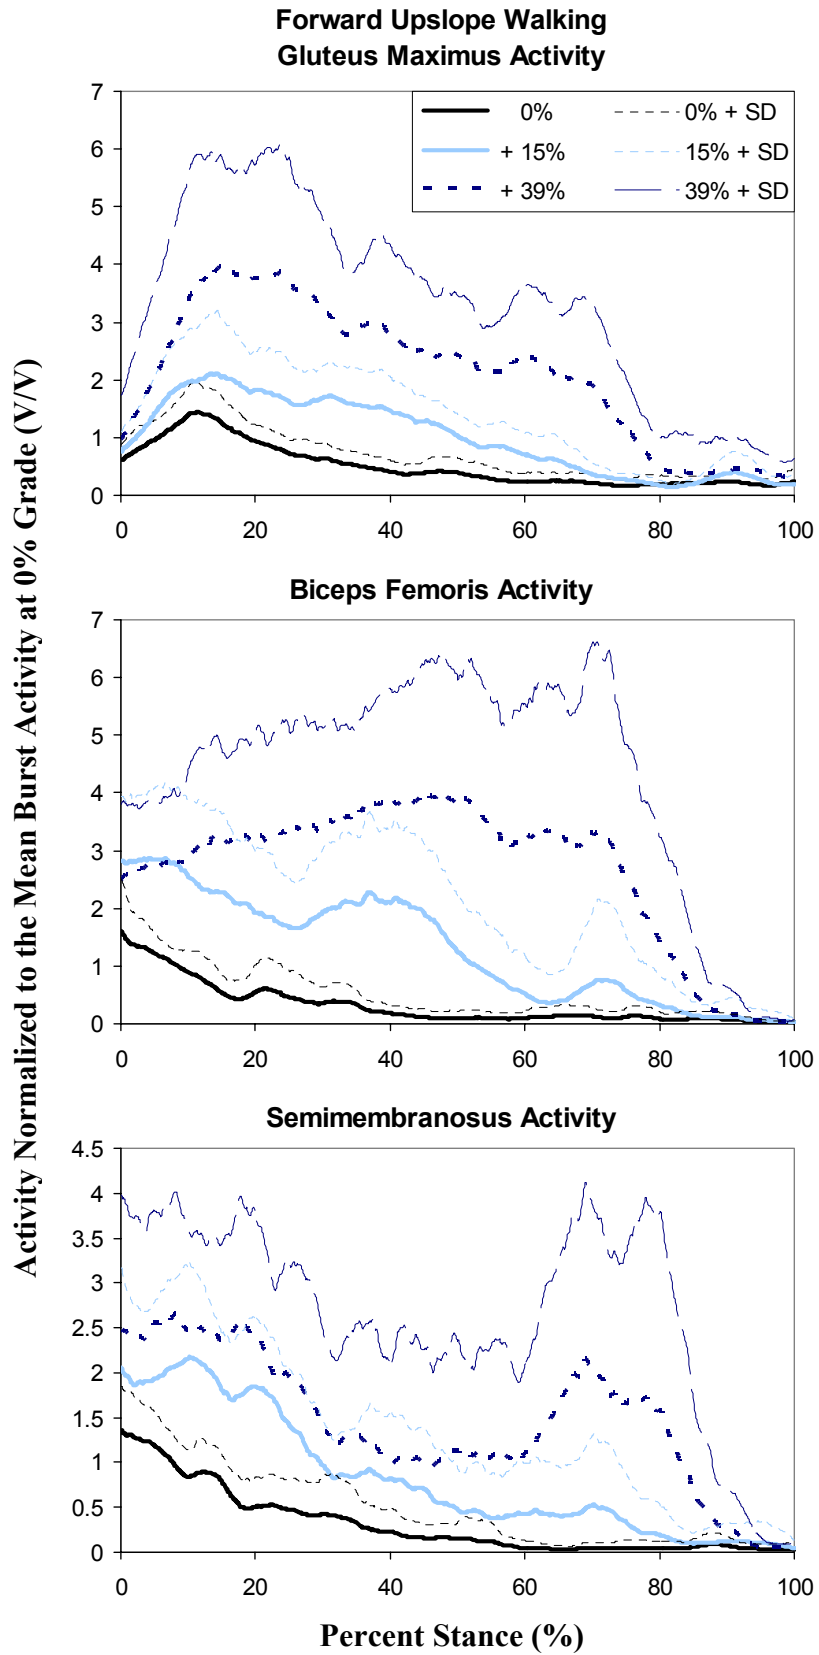 Forward Upslope Walking
Gluteus Maximus Activity
7
6
5
4
3
2
1
0
0%
0% + SD
+ 15%
15% + SD
+ 39%
39% + SD
0 20 40 60 80 100
Biceps Femoris Activity
7
6
5
4
3
2
1
0
0 20 40 60 80 100
Semimembranosus Activity
4.5
4
3.5
3
2.5
2
1.5
1
0.5
0
0 20 40 60 80 100
Activity Normalized to the Mean Burst Activity at 0% Grade (V/V)
Percent Stance (%)